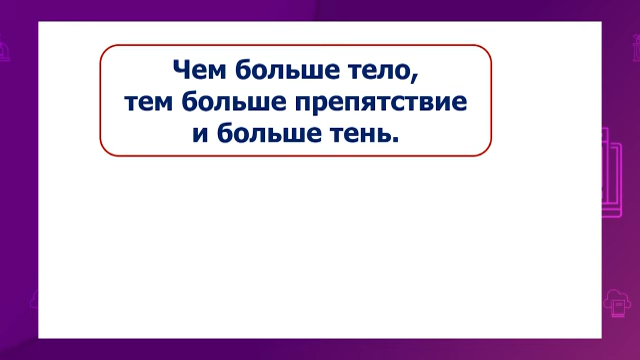 Чем больше тело,
тем больше препятствие
и больше тень.